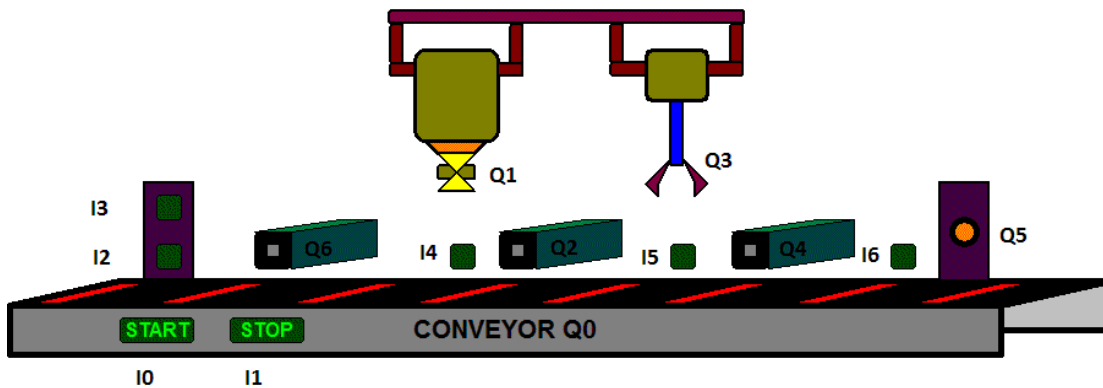 Q1
Q3
I3
I2
Q6
I4
Q2
I5
Q4
I6
Q5
START
STOP
CONVEYOR Q0
I0
I1